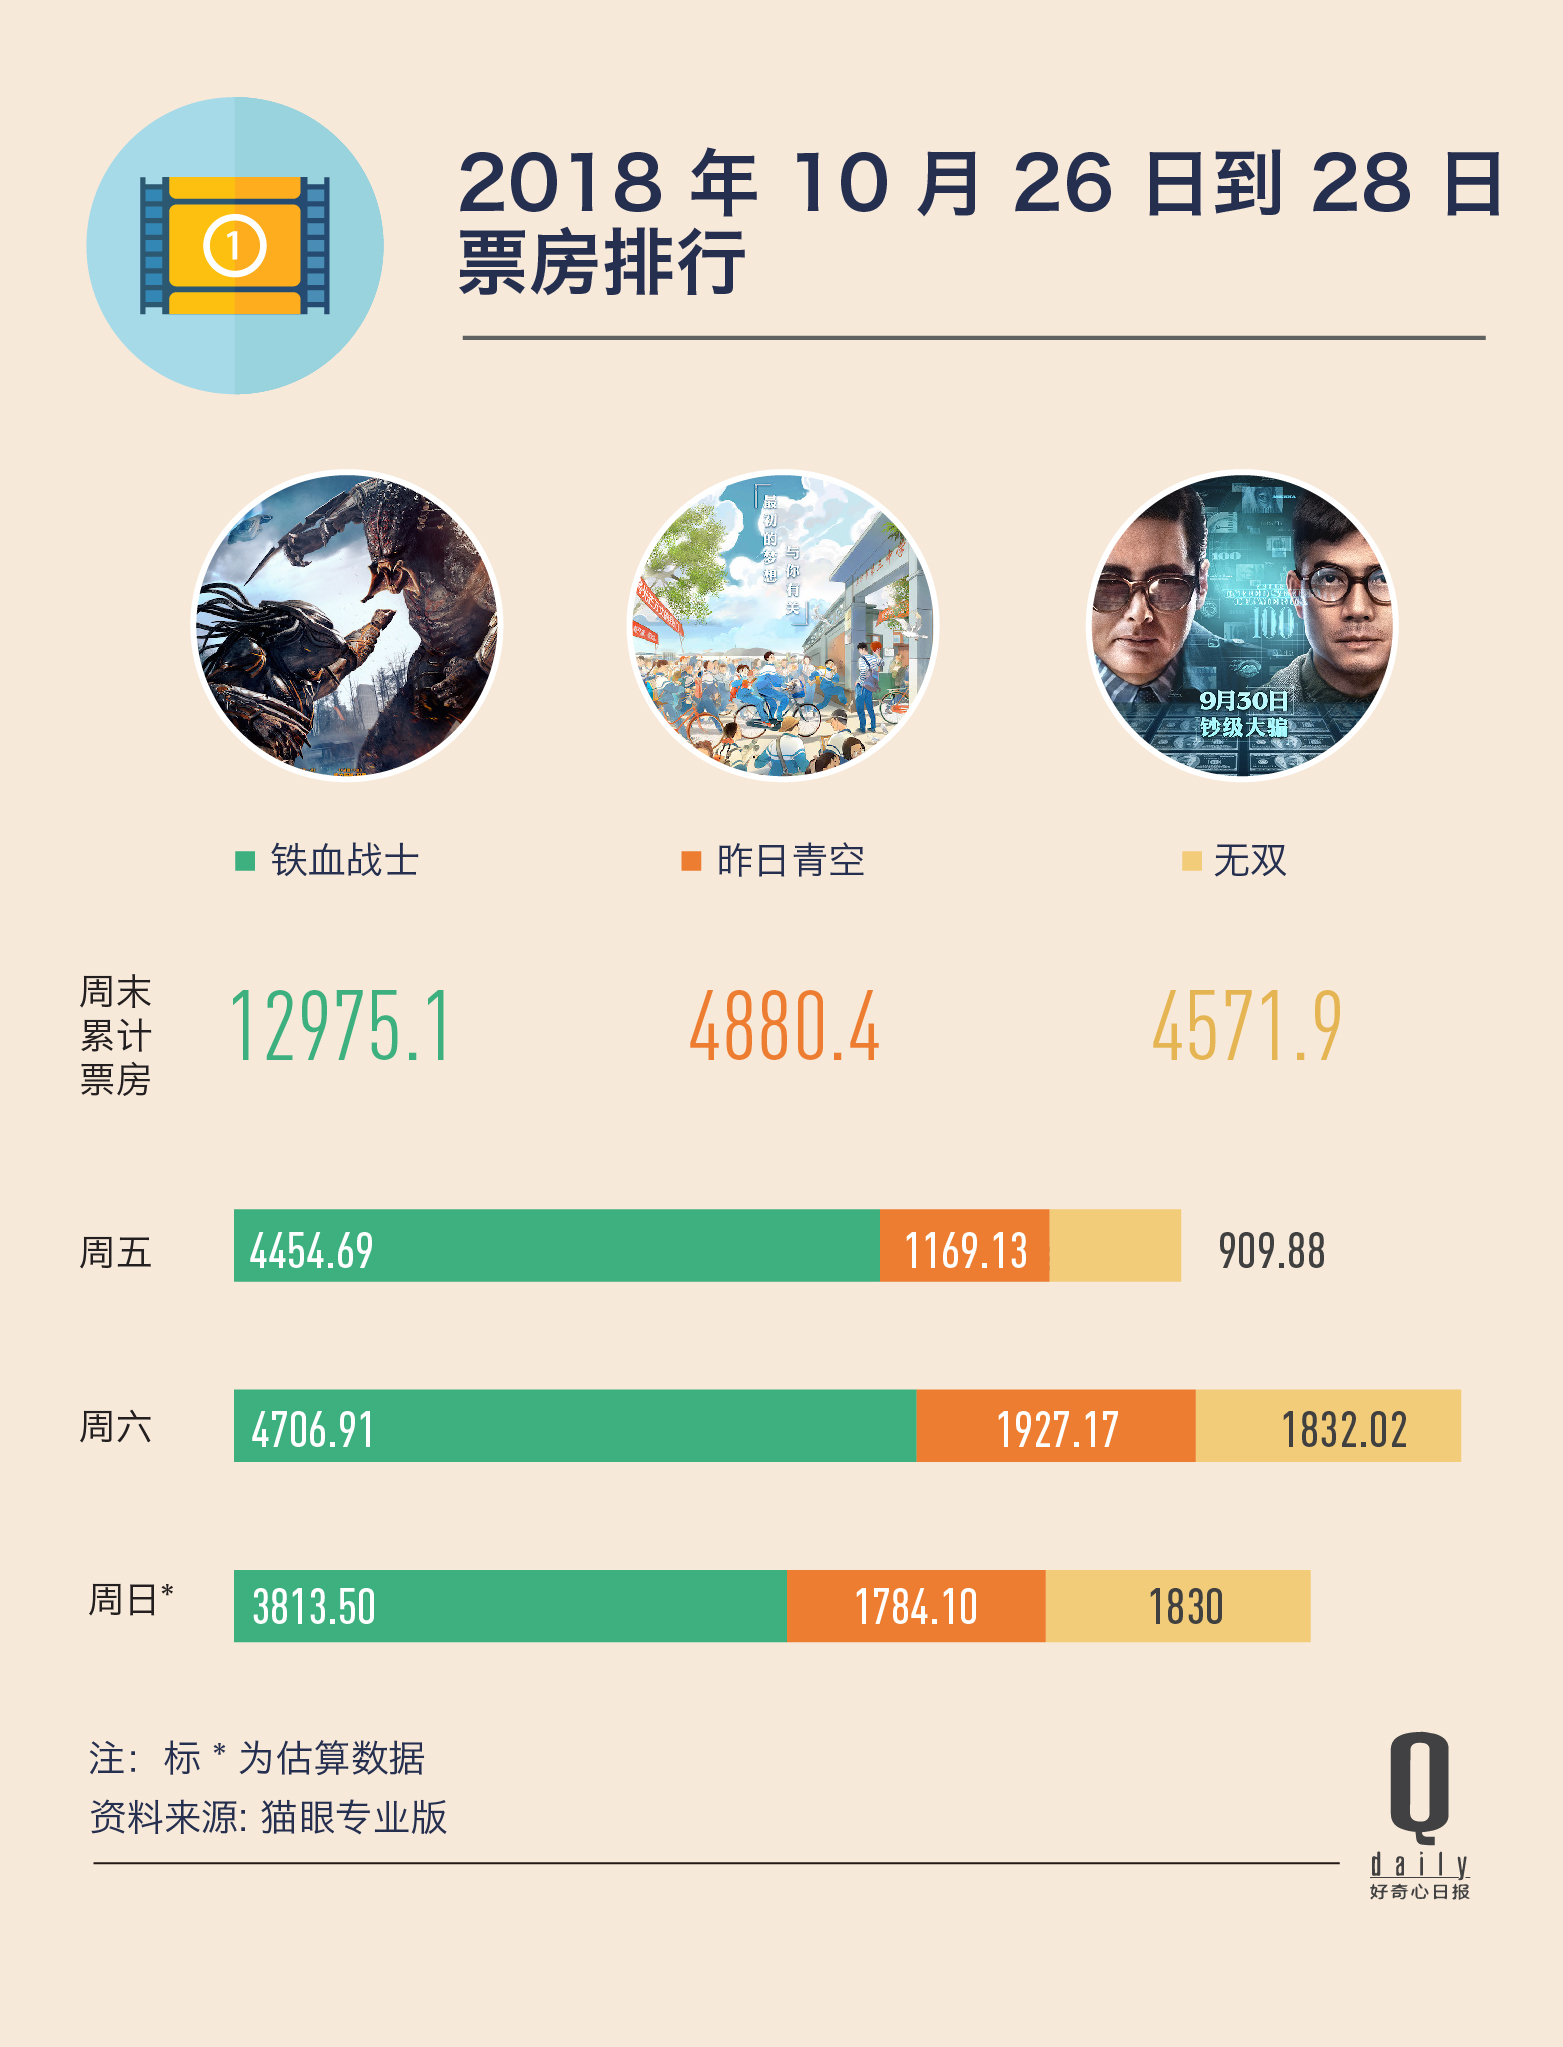 2018 年 10 月 26 日到 28 日
票房排行
1
最初的梦想
与你有关
100
100
9月30日
钞级大骗
铁血战士
昨日青空
无双
周末
累计
票房
12975.1
4880.4
4571.9
周五
4454.69
1169.13
909.88
周六
4706.91
1927.17
1832.02
周日*
3813.50
1784.10
1830
注：标 * 为估算数据
资料来源: 猫眼专业版
Q
daily
好奇心日报